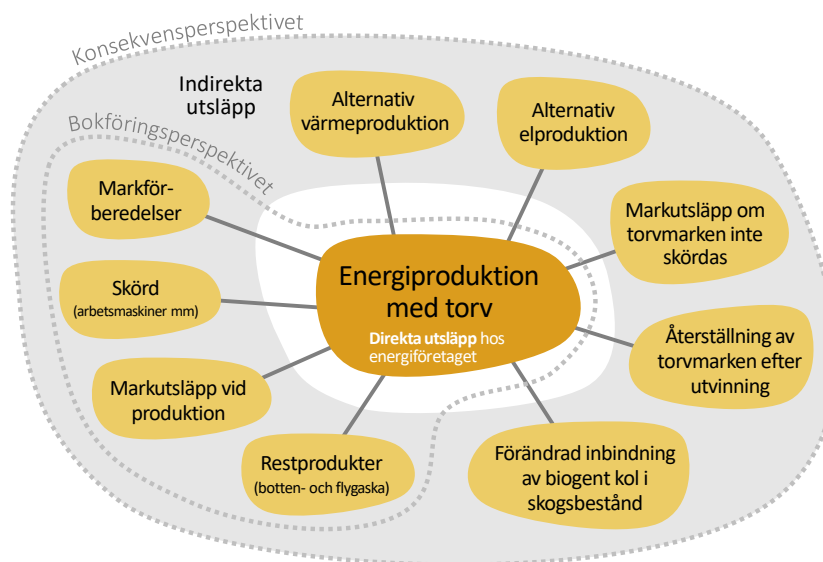 Konsekvensperspektivet
Indirekta
utsläpp
Alternativ
värmeproduktion
Alternativ
elproduktion
Bokföringsperspektivet
Markför-
beredelser
Markutsläpp om
torvmarken inte
skördas
Energiproduktion
med torv
Direkta utsläpp hos
energiföretaget
Skörd
(arbetsmaskiner mm)
Återställning av
torvmarken efter
utvinning
Markutsläpp vid
produktion
Restprodukter
(botten- och flygaska)
Förändrad inbindning
av biogent kol i
skogsbestånd